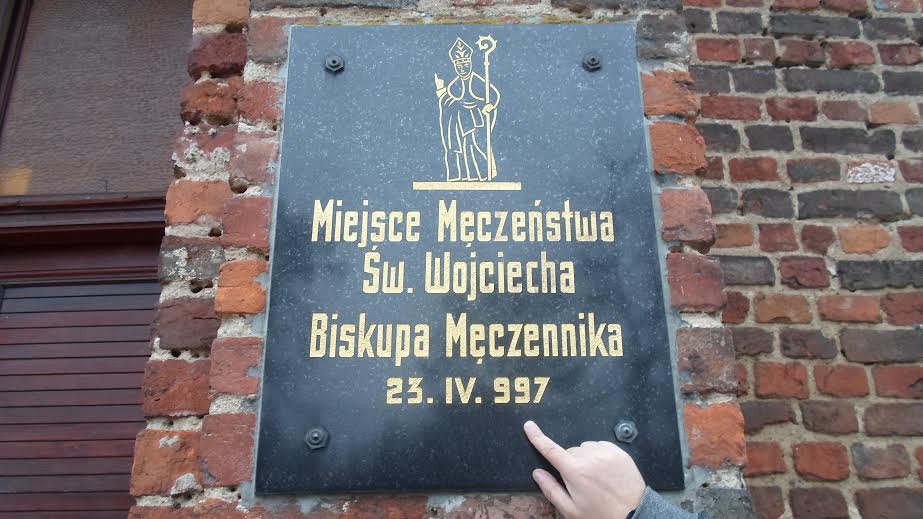 Miejsce Męczeństwa
Św. Wojciecha
Biskupa Męczennika
23. IV. 997